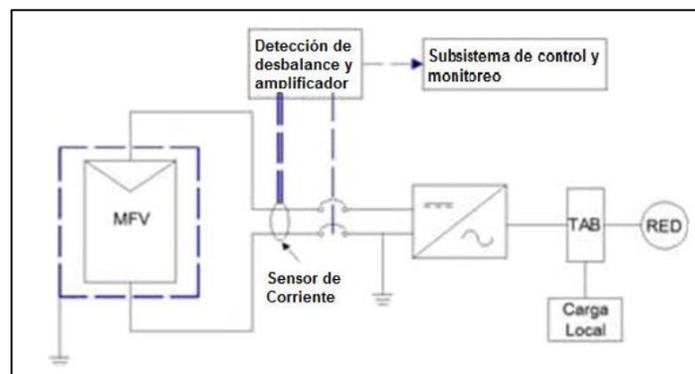 Detección de
desbalance y
amplificador
Subsistema de control y
monitoreo
MFV
Sensor de
Corriente
TAB
RED
Carga
Local